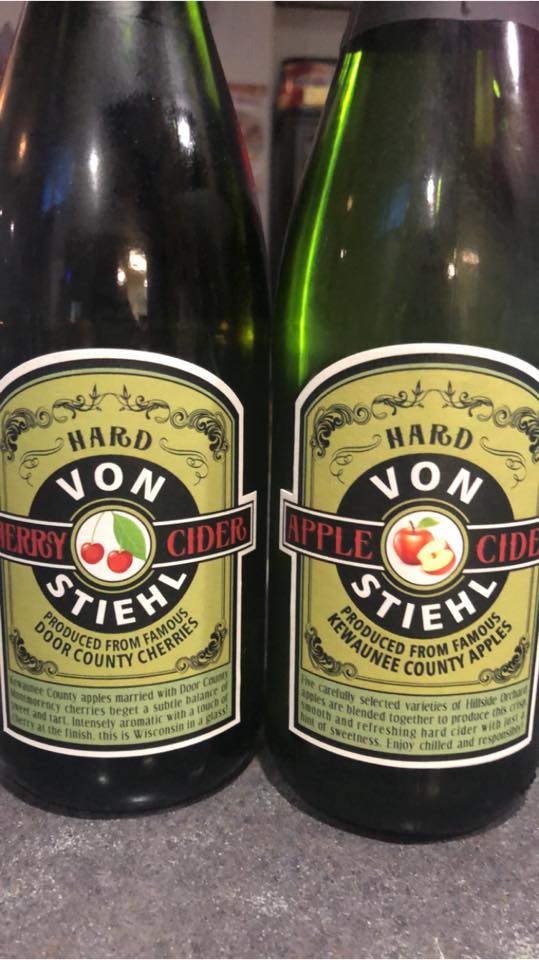 HARD
VON
HERRY CIDER
STIEHL
PRODUCED FROM FAMOUS
DOOR COUNTY CHERRIES
Kewaunee County apples married with Door County
Montmorency cherries beget a subtle balance of
sweet and tart. Intensely aromatic with a touch of
cherry at the finish, this is Wisconsin in a glass!
HARD
VON
APPLE CIDE
STIEHL
PRODUCED FROM FAMOUS
KEWAUNEE COUNTY APPLES
Five carefully selected varieties of Hillside Orchard
apples are blended together to produce this crisp,
smooth and refreshing hard cider with just a
hint of sweetness. Enjoy chilled and responsibly